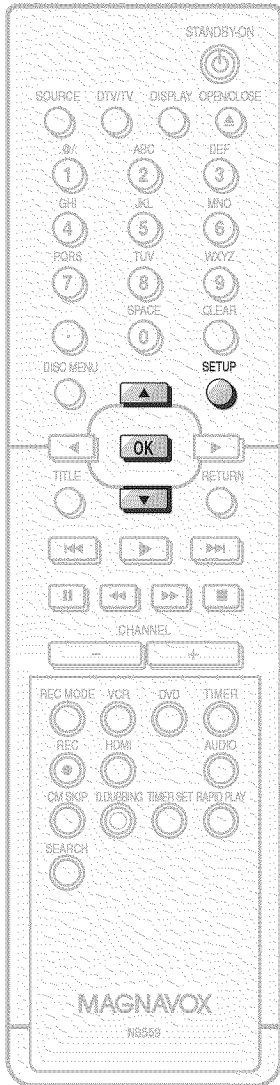 STANDBY-ON
SOURCE DTV/TV DISPLAY OPEN/CLOSE
.@/: ABC DEF
1 2 3
GHI JKL MNO
4 5 6
PQRS TUV WXYZ
7 8 9
SPACE CLEAR
. 0
DISC MENU SETUP
OK
TITLE RETURN
CHANNEL
− +
REC MODE VCR DVD TIMER
REC HDMI AUDIO
CM SKIP D.DUBBING TIMER SET RAPID PLAY
SEARCH
MAGNAVOX